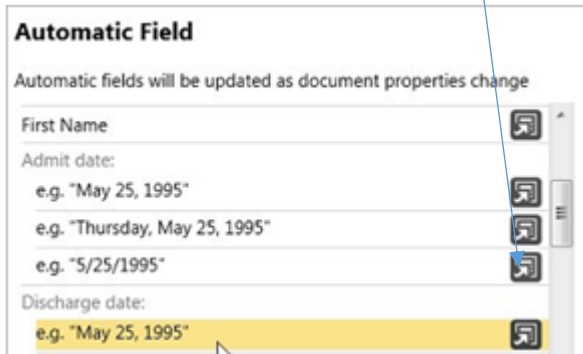 Automatic Field
Automatic fields will be updated as document properties change
First Name
Admit date:
e.g. "May 25, 1995"
e.g. "Thursday, May 25, 1995"
e.g. "5/25/1995"
Discharge date:
e.g. "May 25, 1995"